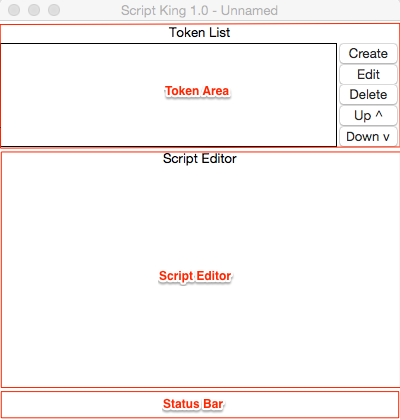 Script King 1.0 - Unnamed
Token List
Create
Edit
Token Area
Delete
Up ^
Down v
Script Editor
Script Editor
Status Bar